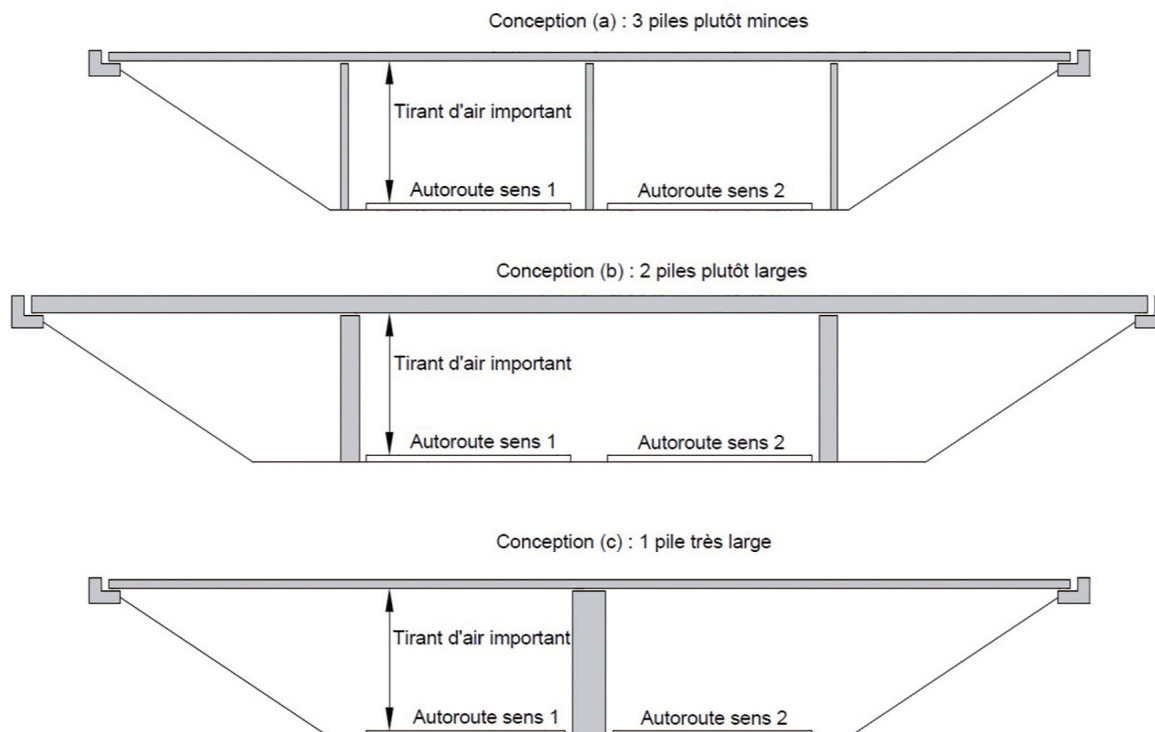 Conception (a) : 3 piles plutôt minces
Tirant d'air important
Autoroute sens 1
Autoroute sens 2
Conception (b) : 2 piles plutôt larges
Tirant d'air important
Autoroute sens 1
Autoroute sens 2
Conception (c) : 1 pile très large
Tirant d'air important
Autoroute sens 1
Autoroute sens 2